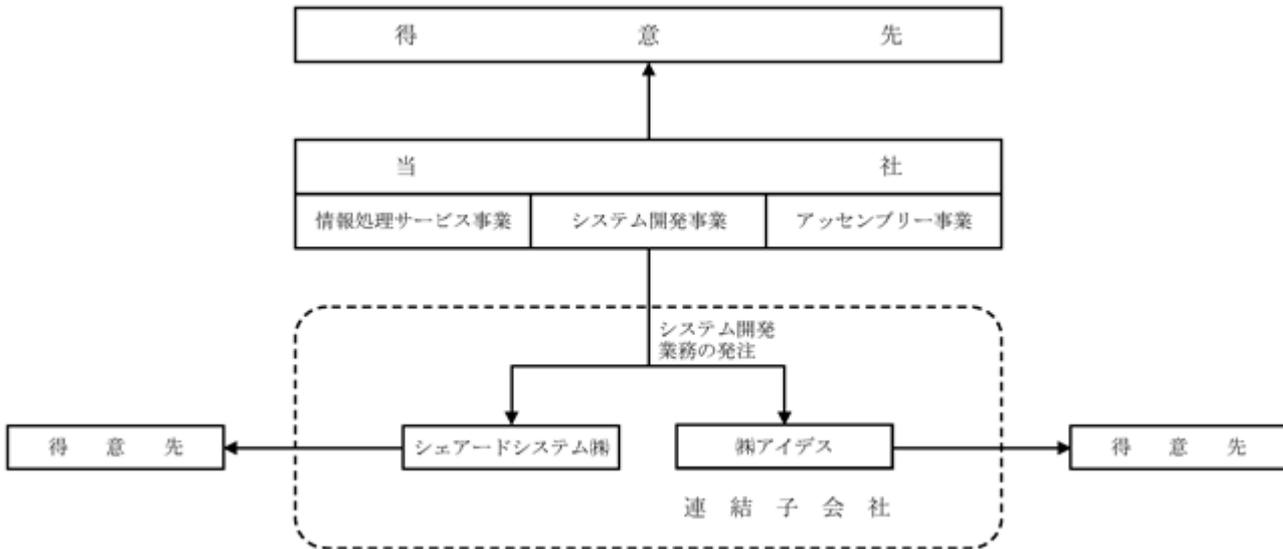 得意先
当社
情報処理サービス事業
システム開発事業
アッセンブリー事業
システム開発
業務の発注
得意先
シェアードシステム㈱
㈱アイデス
得意先
連結子会社